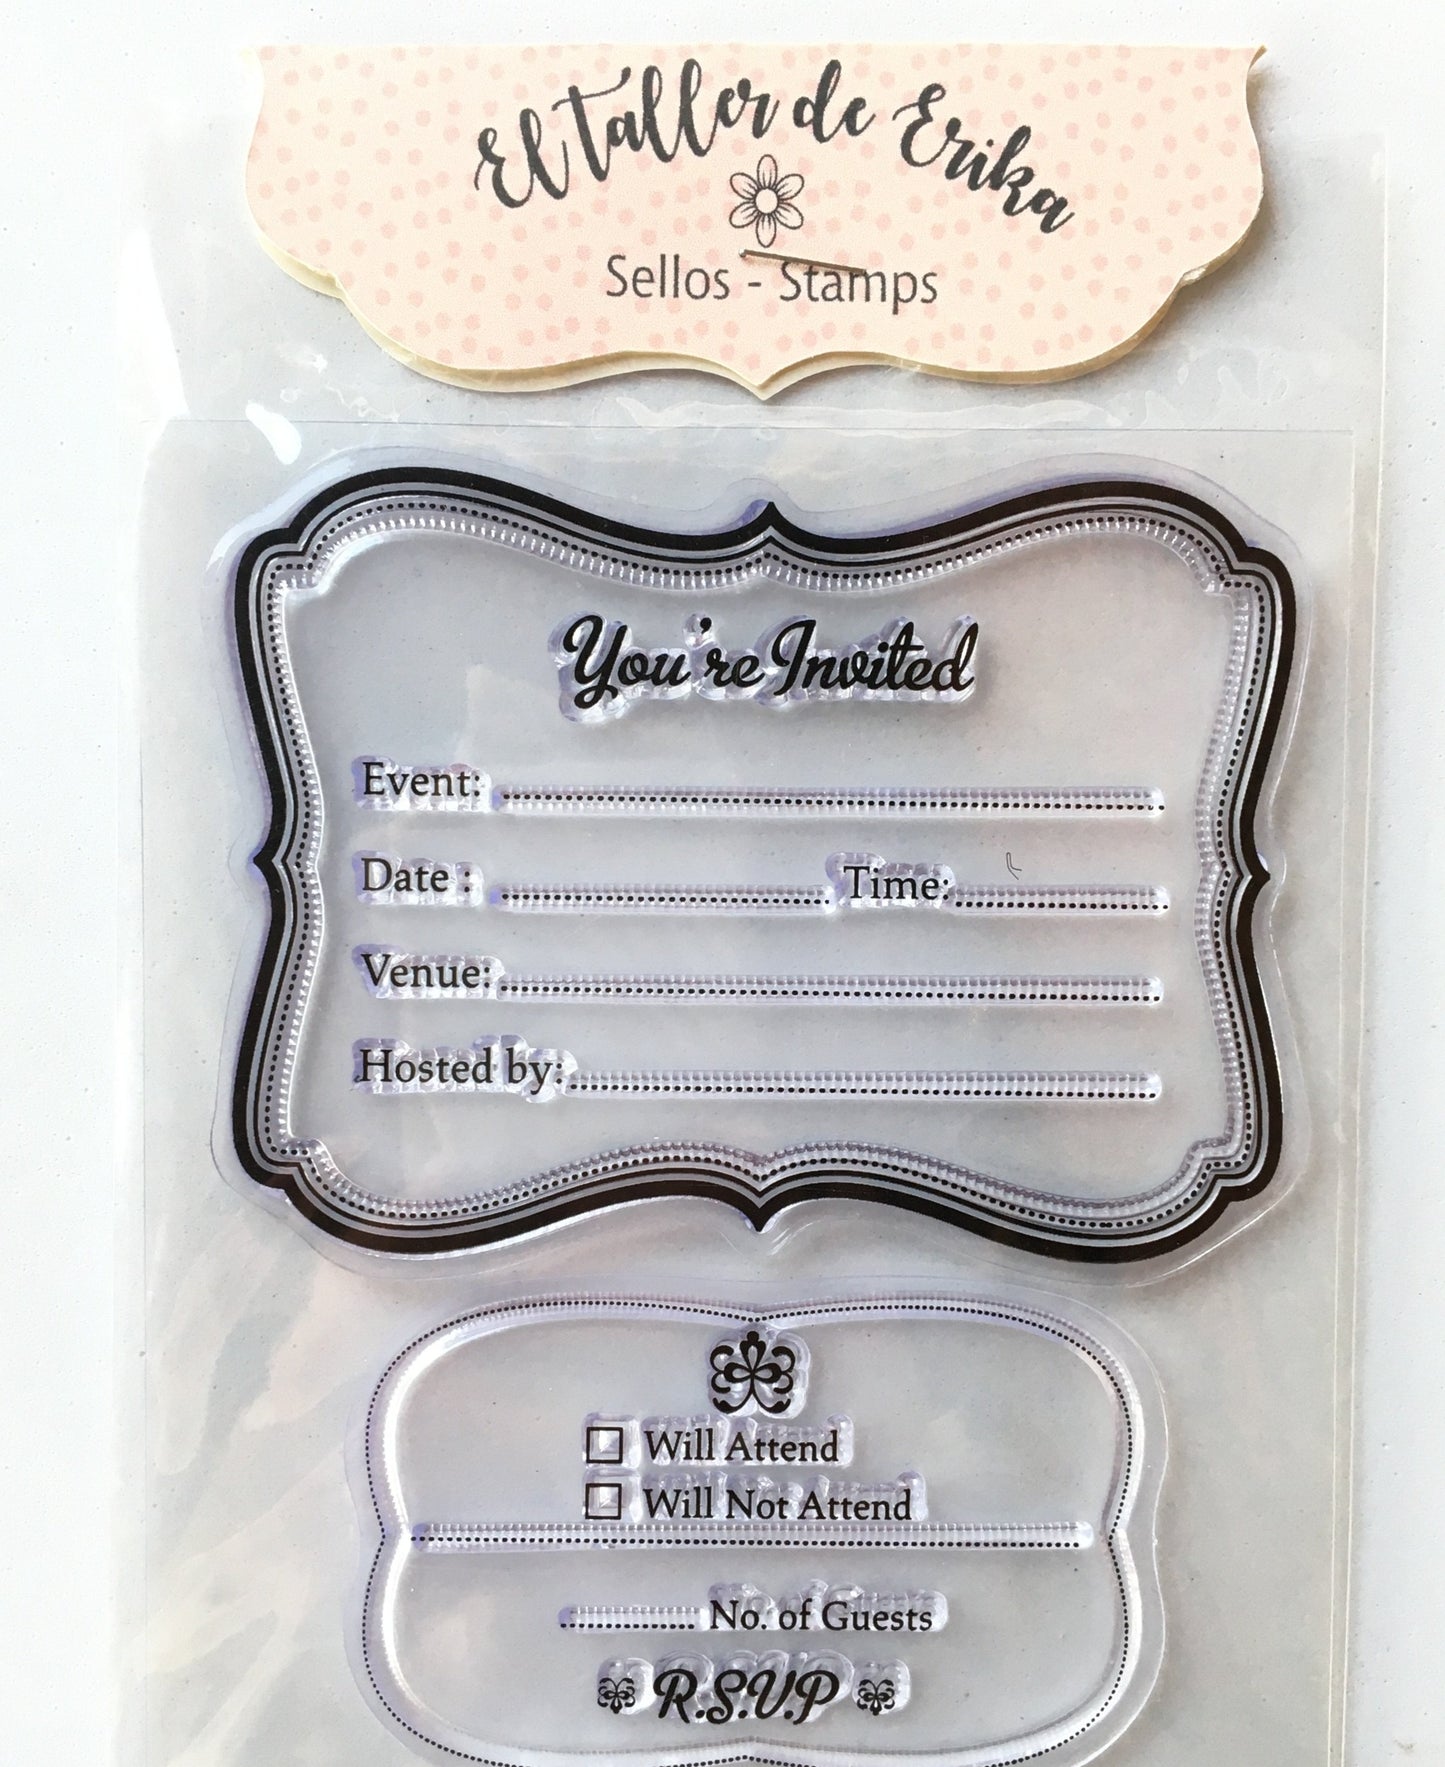 El taller de Erika
Sellos - Stamps
You're Invited
Event:
Date : Time:
Venue:
Hosted by:
Will Attend
Will Not Attend
No. of Guests
R.S.V.P